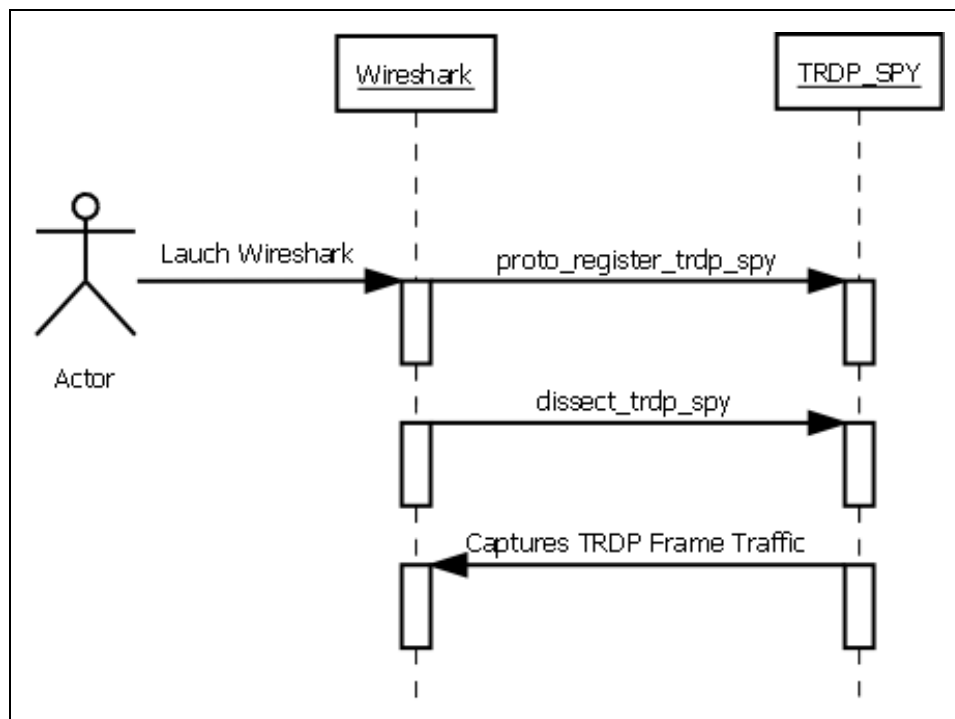 Wireshark
TRDP_SPY
Lauch Wireshark
proto_register_trdp_spy
Actor
dissect_trdp_spy
Captures TRDP Frame Traffic